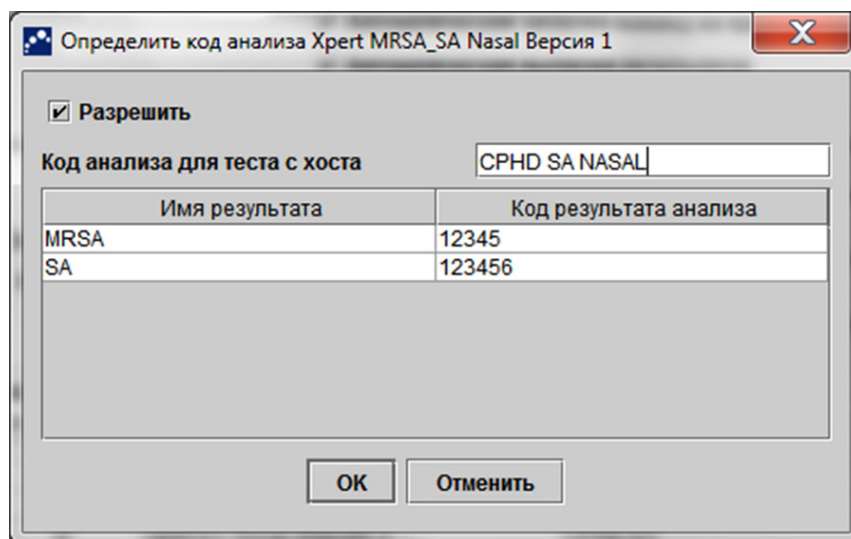 Определить код анализа Xpert MRSA_SA Nasal Версия 1
Разрешить
Код анализа для теста с хоста CPHD SA NASAL
Имя результата Код результата анализа
MRSA 12345
SA 123456
OK Отменить